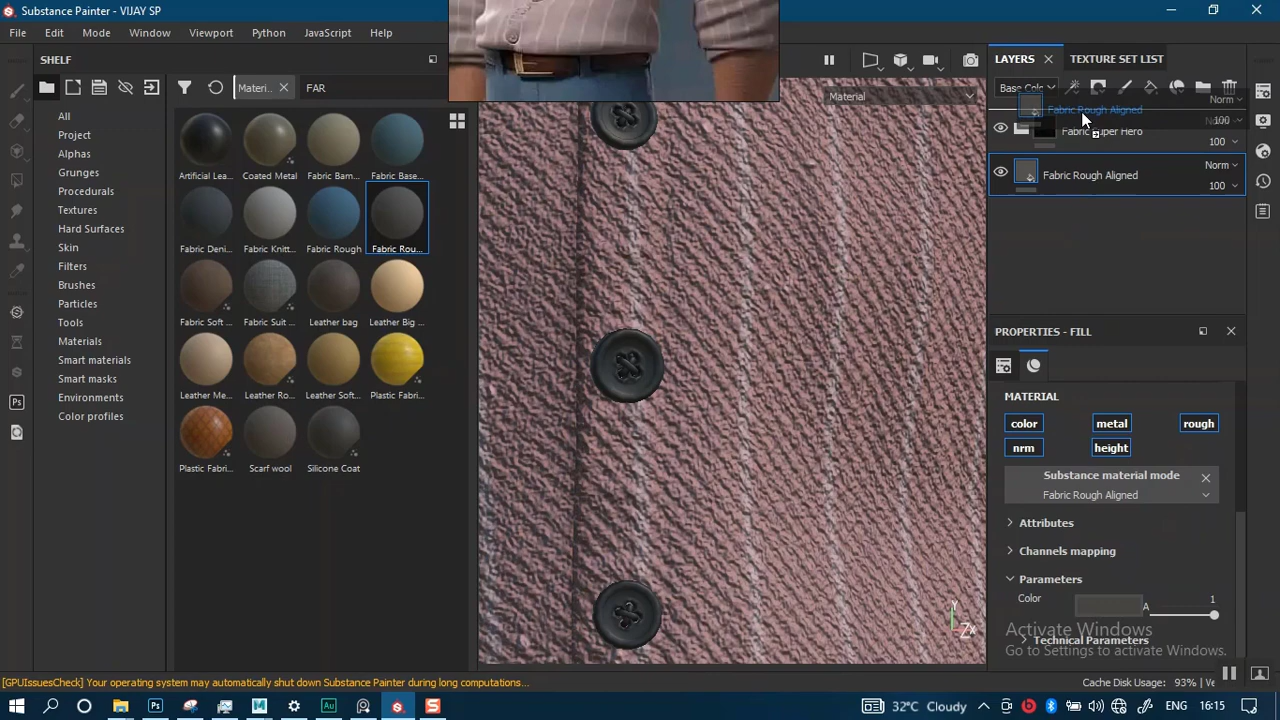 Substance Painter - VIJAY SP
File Edit Mode Window Viewport Python JavaScript Help
SHELF
Materi...
FAR
All
Project
Alphas
Grunges
Procedurals
Textures
Hard Surfaces
Skin
Filters
Brushes
Particles
Tools
Materials
Smart materials
Smart masks
Environments
Color profiles
Artificial Lea... Coated Metal Fabric Bam... Fabric Base...
Fabric Deni... Fabric Knitt... Fabric Rough Fabric Rou...
Fabric Soft ... Fabric Suit ... Leather bag Leather Big ...
Leather Me... Leather Ro... Leather Soft... Plastic Fabri...
Plastic Fabri... Scarf wool Silicone Coat
Material
Y
Z X
LAYERS TEXTURE SET LIST
Base Colo
Fabric Rough Aligned
Norm
100
Fabric Super Hero
100
Fabric Rough Aligned
Norm
100
PROPERTIES - FILL
MATERIAL
color metal rough
nrm height
Substance material mode
Fabric Rough Aligned
Attributes
Channels mapping
Parameters
Color A 1
Technical Parameters
Activate Windows
Go to Settings to activate Windows.
[GPUIssuesCheck] Your operating system may automatically shut down Substance Painter during long computations...
Cache Disk Usage: 93% | Ve
Ps Au S
32°C Cloudy
ENG 16:15